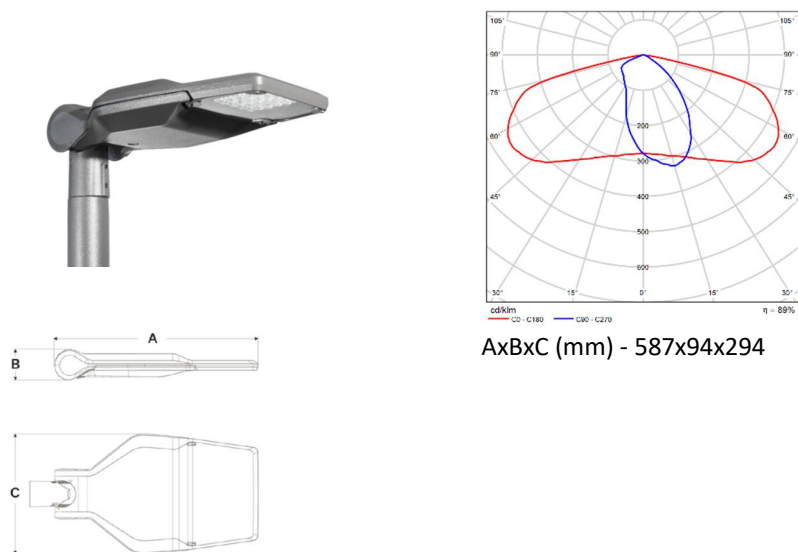 105° 105°
90° 90°
75° 75°
60° 60°
45° 45°
200
300
400
500
600
30° 15° 0° 15° 30°
cd/klm η = 89%
C0 - C180 C90 - C270
AxBxC (mm) - 587x94x294
A
B
C